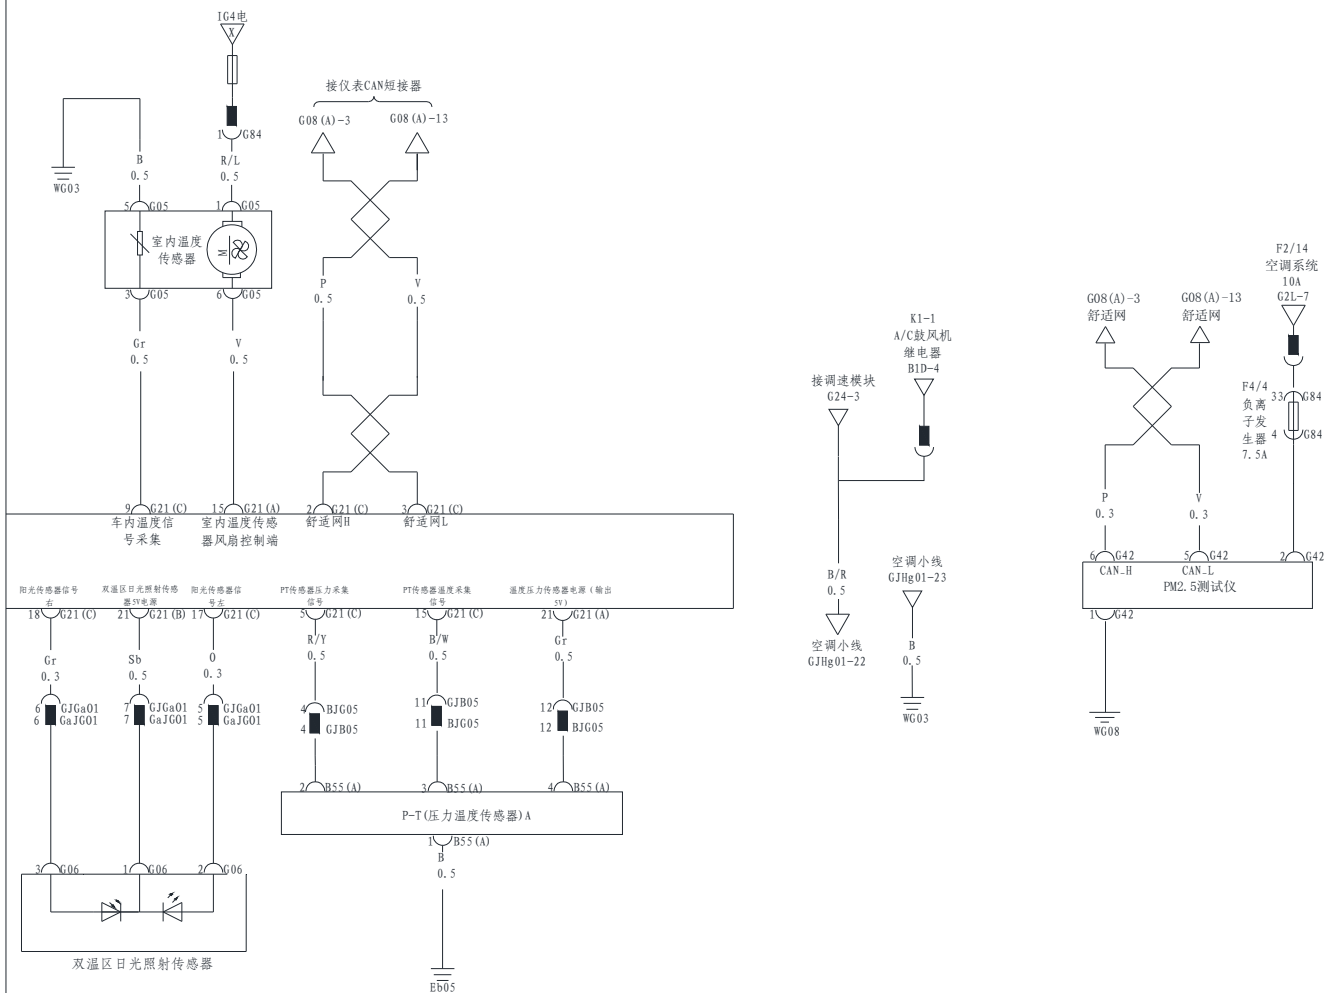 IG4电
X
1
G84
R/L
0.5
B
0.5
WG03
5
G05
1
G05
室内温度
传感器
M
3
G05
6
G05
Gr
0.5
V
0.5
接仪表CAN短接器
G08(A)-3
G08(A)-13
P
0.5
V
0.5
9
G21(C)
15
G21(A)
2
G21(C)
3
G21(C)
车内温度信
号采集
室内温度传感
器风扇控制端
舒适网H
舒适网L
阳光传感器信号
右
双温区日光照射传感
器5V电源
阳光传感器信
号左
PT传感器压力采集
信号
PT传感器温度采集
信号
温度压力传感器电源（输出
5V）
18
G21(C)
21
G21(B)
17
G21(C)
5
G21(C)
15
G21(C)
21
G21(A)
Gr
0.3
Sb
0.5
O
0.3
R/Y
0.5
B/W
0.5
Gr
0.5
6
GJGa01
6
GaJG01
7
GJGa01
7
GaJG01
5
GJGa01
5
GaJG01
4
BJG05
4
GJB05
11
GJB05
11
BJG05
12
GJB05
12
BJG05
2
B55(A)
3
B55(A)
4
B55(A)
P-T(压力温度传感器)A
1
B55(A)
B
0.5
Eb05
3
G06
1
G06
2
G06
双温区日光照射传感器
接调速模块
G24-3
K1-1
A/C鼓风机
继电器
B1D-4
B/R
0.5
空调小线
GJHg01-22
空调小线
GJHg01-23
B
0.5
WG03
G08(A)-3
舒适网
G08(A)-13
舒适网
F2/14
空调系统
10A
G2L-7
F4/4
负离
子发
生器
7.5A
33
G84
4
G84
P
0.3
V
0.3
6
G42
5
G42
2
G42
CAN_H
CAN_L
PM2.5测试仪
1
G42
WG08